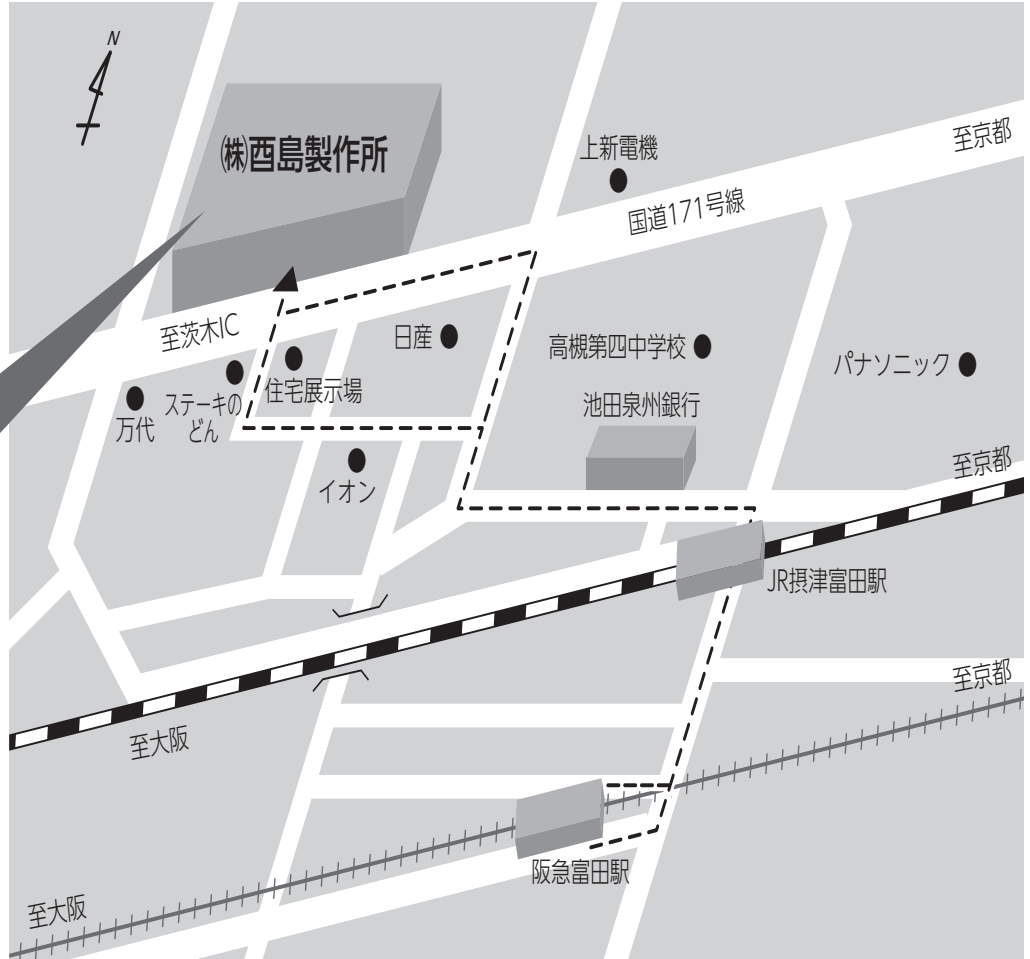 N
㈱酉島製作所
上新電機
至京都
国道171号線
至茨木IC
日産
高槻第四中学校
パナソニック
万代
ステーキの
どん
住宅展示場
池田泉州銀行
イオン
至京都
JR摂津富田駅
至京都
至大阪
阪急富田駅
至大阪